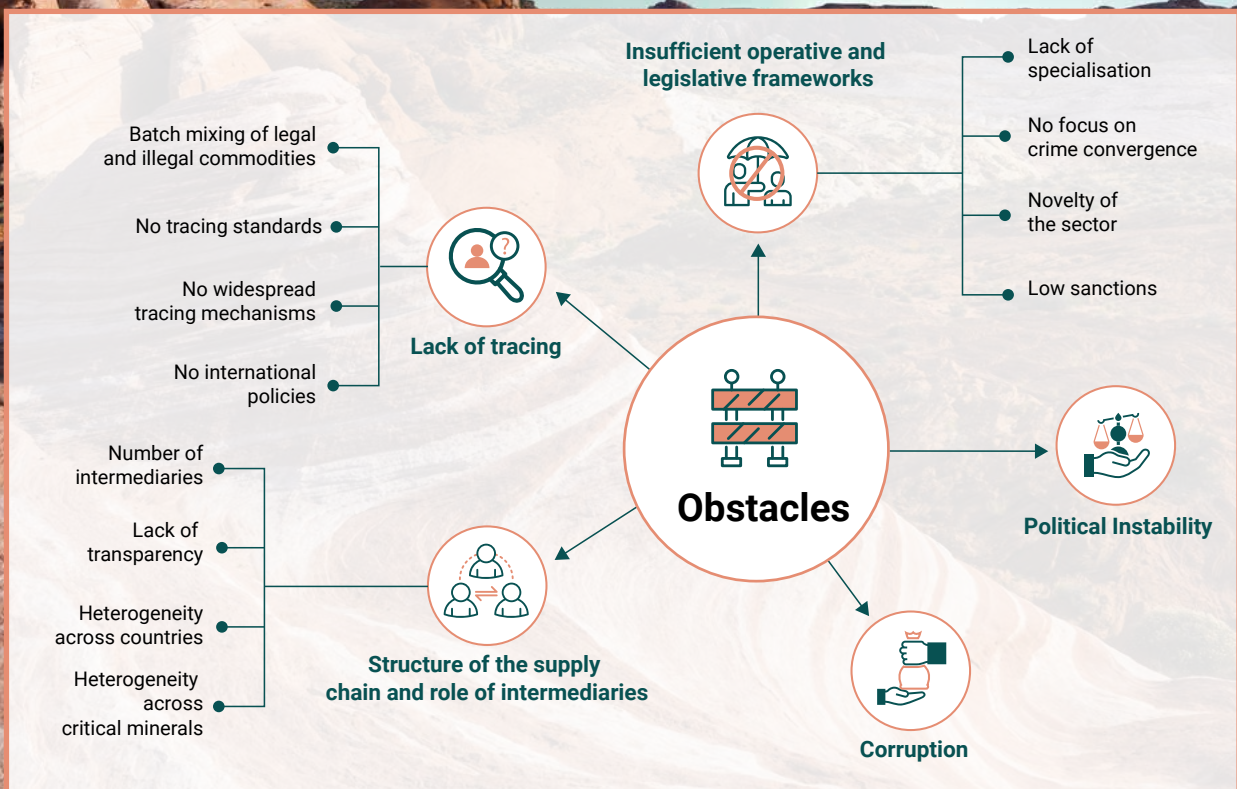 Insufficient operative and
legislative frameworks
Lack of
specialisation
No focus on
crime convergence
Novelty of
the sector
Low sanctions
Batch mixing of legal
and illegal commodities
No tracing standards
No widespread
tracing mechanisms
No international
policies
?
Lack of tracing
Obstacles
Number of
intermediaries
Lack of
transparency
Heterogeneity
across countries
Heterogeneity
across
critical minerals
Structure of the supply
chain and role of intermediaries
Political Instability
Corruption